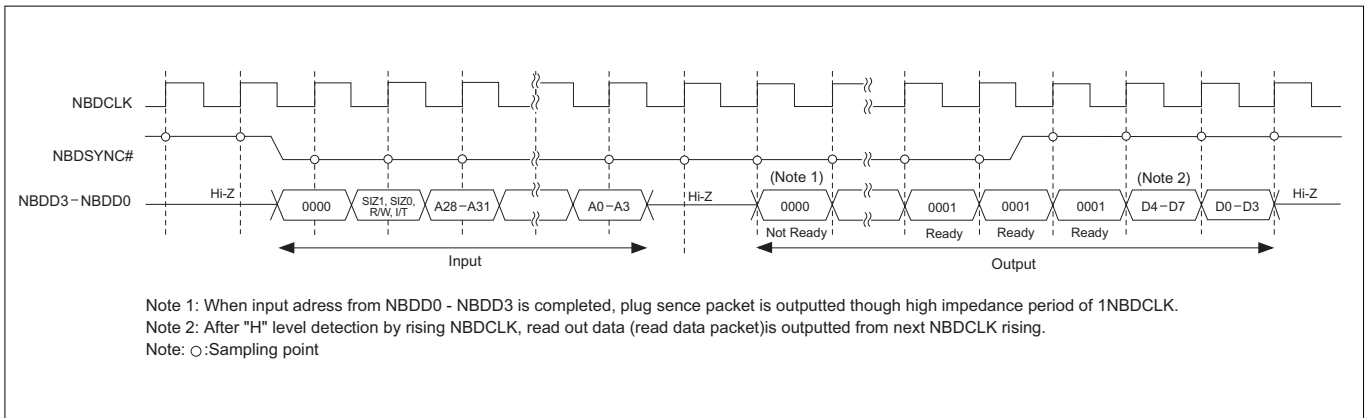 NBDCLK
NBDSYNC#
(Note 1)
(Note 2)
NBDD3-NBDD0
Hi-Z
0000
SIZ1, SIZ0,
R/W, I/T
A28-A31
A0-A3
Hi-Z
0000
0001
0001
0001
D4-D7
D0-D3
Hi-Z
Not Ready
Ready
Ready
Ready
Input
Output
Note 1: When input adress from NBDD0 - NBDD3 is completed, plug sence packet is outputted though high impedance period of 1NBDCLK.
Note 2: After "H" level detection by rising NBDCLK, read out data (read data packet)is outputted from next NBDCLK rising.
Note: ○:Sampling point